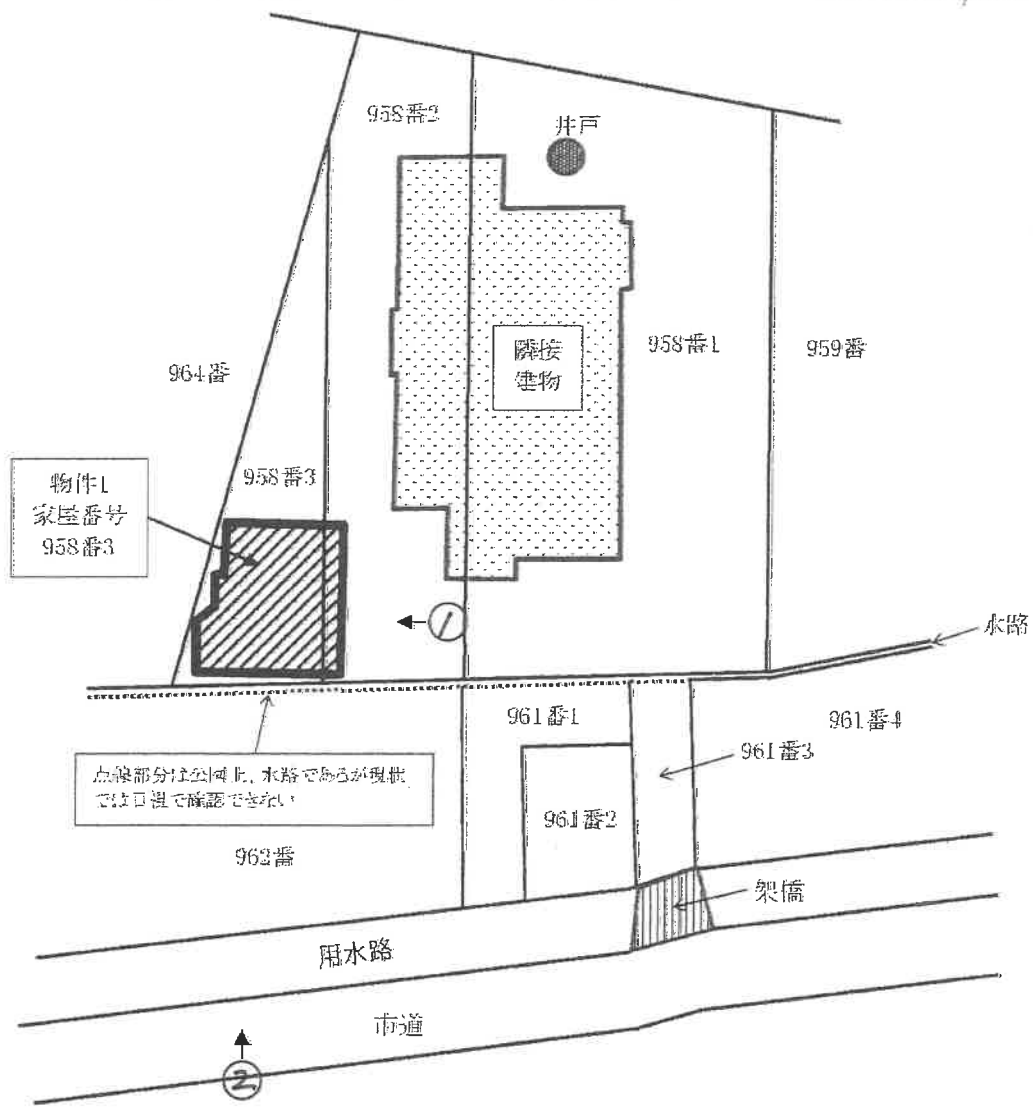 958番2
井戸
隣接
建物
958番1
959番
964番
958番3
物件1
家屋番号
958番3
1
水路
961番1
961番4
961番3
点線部分は公図上、水路であるが現状
では目視で確認できない
961番2
962番
架橋
用水路
市道
2